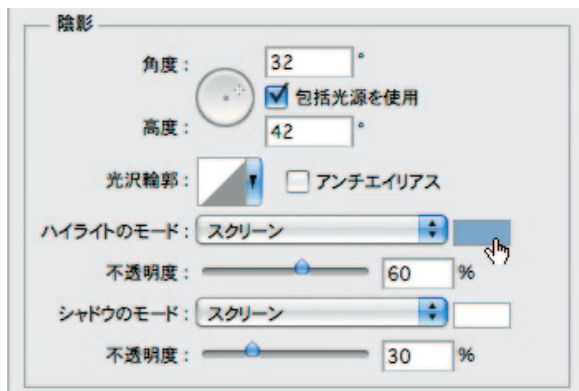 陰影
角度：32°
包括光源を使用
高度：42°
光沢輪郭： アンチエイリアス
ハイライトのモード：スクリーン
不透明度： 60 %
シャドウのモード：スクリーン
不透明度： 30 %